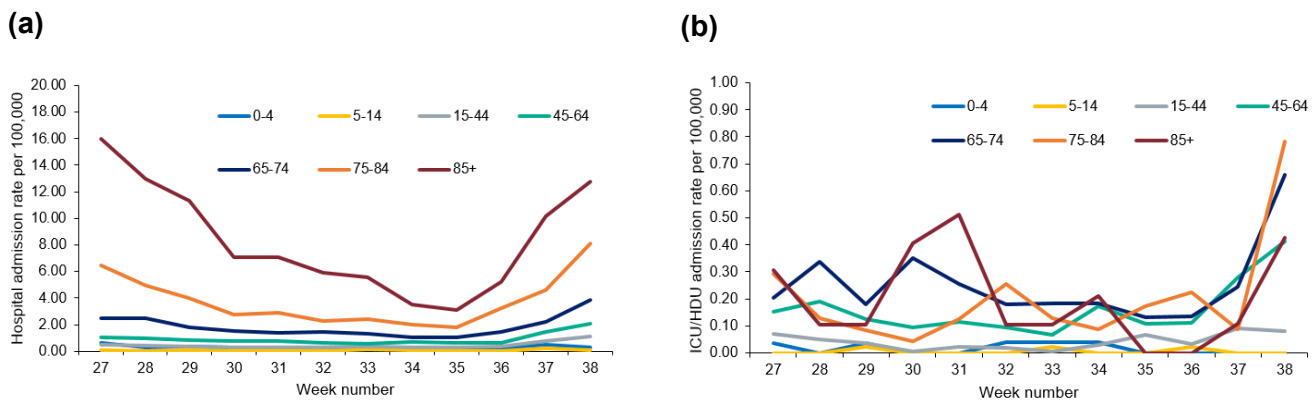 (a)
Hospital admission rate per 100,000
20.00
18.00
16.00
14.00
12.00
10.00
8.00
6.00
4.00
2.00
0.00
0-4 5-14 15-44 45-64
65-74 75-84 85+
27 28 29 30 31 32 33 34 35 36 37 38
Week number
(b)
ICU/HDU admission rate per 100,000
1.00
0.90
0.80
0.70
0.60
0.50
0.40
0.30
0.20
0.10
0.00
0-4 5-14 15-44 45-64
65-74 75-84 85+
27 28 29 30 31 32 33 34 35 36 37 38
Week number